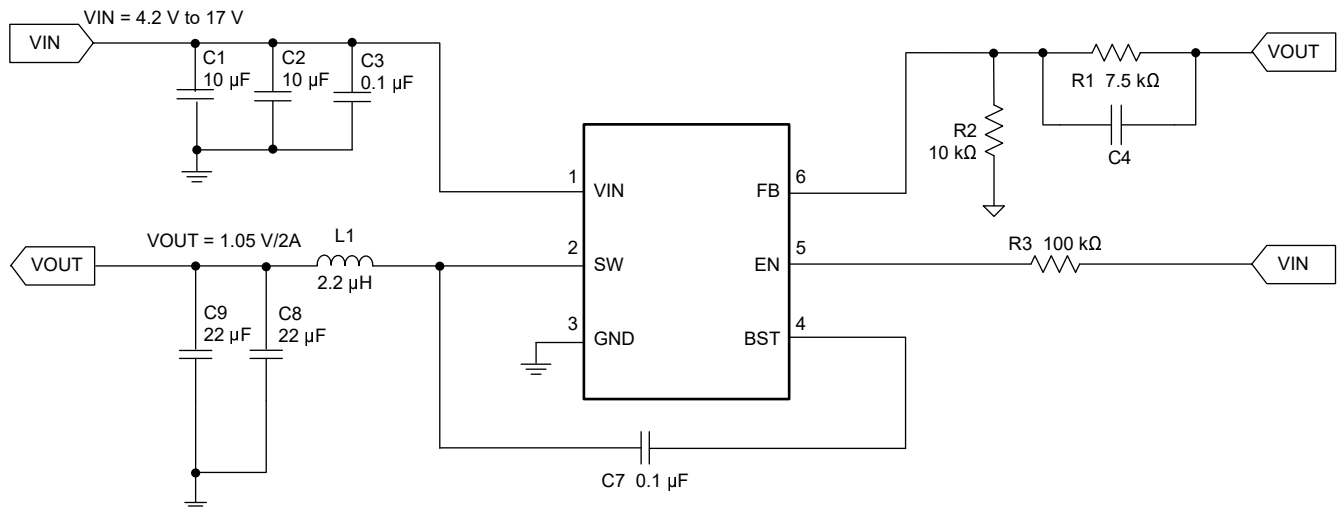 VIN = 4.2 V to 17 V
VIN
C1
10 µF
C2
10 µF
C3
0.1 µF
VOUT
R1 7.5 kΩ
R2
10 kΩ
C4
1
VIN
FB
6
VOUT
VOUT = 1.05 V/2A
L1
2.2 µH
2
SW
EN
5
R3 100 kΩ
VIN
C9
22 µF
C8
22 µF
3
GND
BST
4
C7 0.1 µF